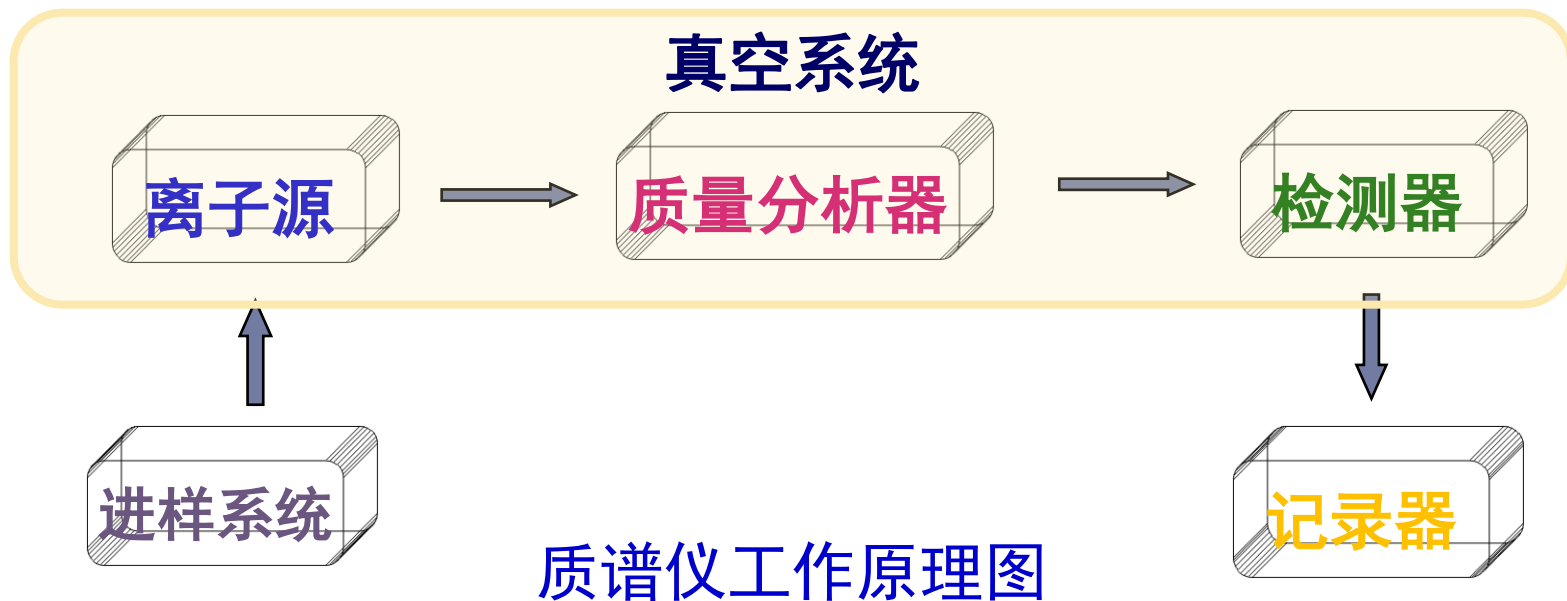 真空系统
离子源
质量分析器
检测器
进样系统
记录器
质谱仪工作原理图